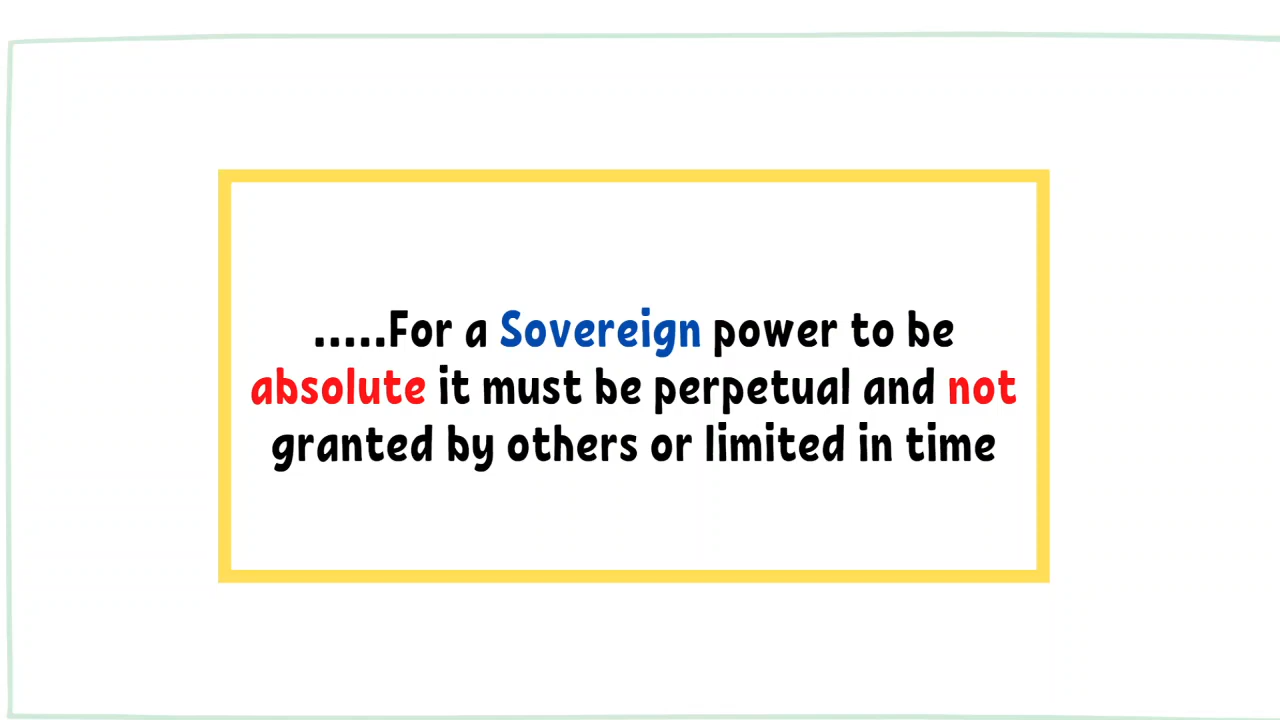 .....For a Sovereign power to be
absolute it must be perpetual and not
granted by others or limited in time